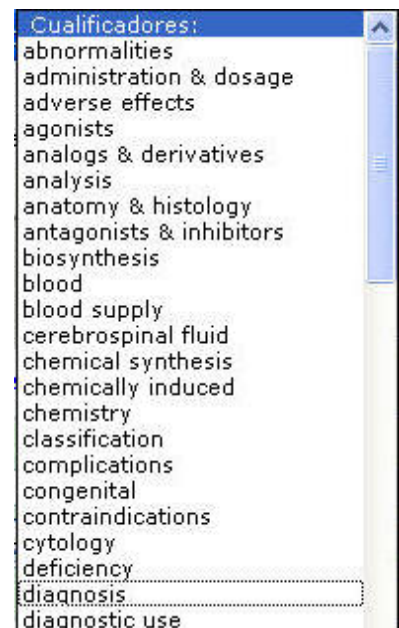 Cualificadores:
abnormalities
administration & dosage
adverse effects
agonists
analogs & derivatives
analysis
anatomy & histology
antagonists & inhibitors
biosynthesis
blood
blood supply
cerebrospinal fluid
chemical synthesis
chemically induced
chemistry
classification
complications
congenital
contraindications
cytology
deficiency
diagnosis
diagnostic use